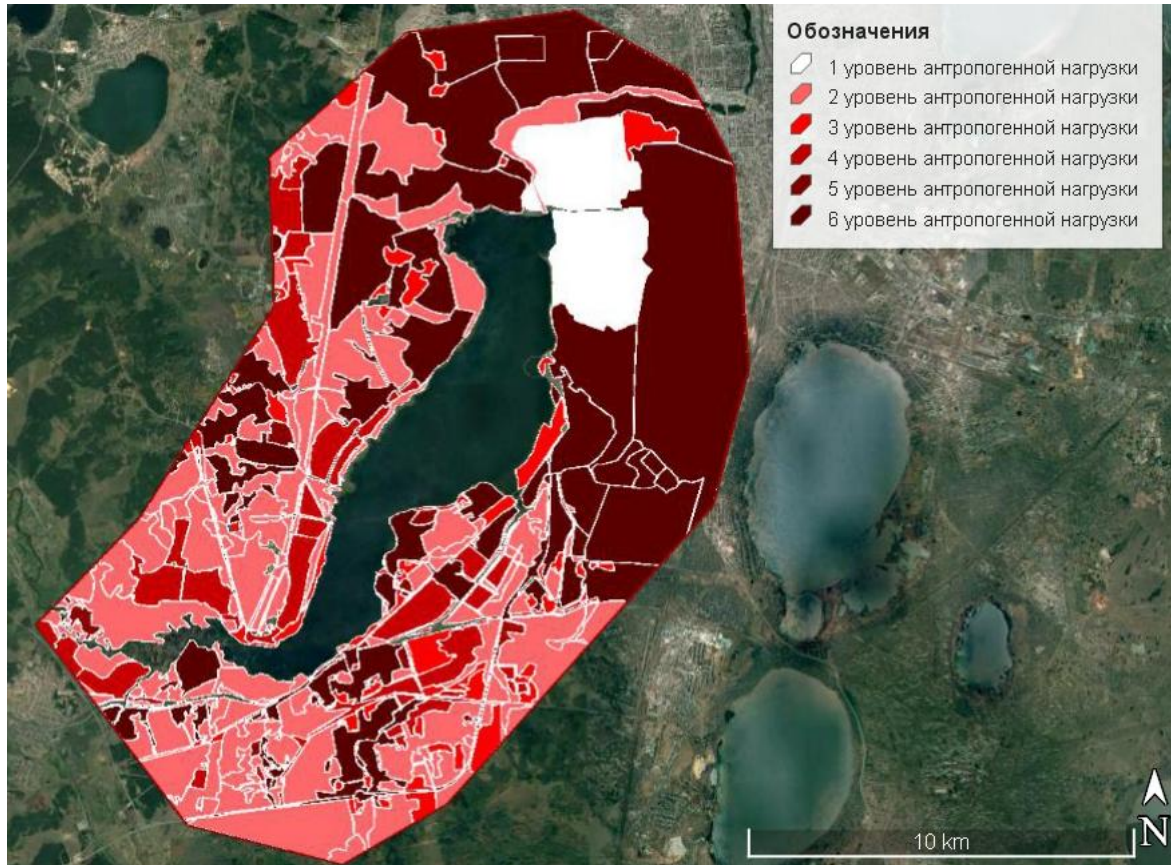 Обозначения
1 уровень антропогенной нагрузки
2 уровень антропогенной нагрузки
3 уровень антропогенной нагрузки
4 уровень антропогенной нагрузки
5 уровень антропогенной нагрузки
6 уровень антропогенной нагрузки
N
10 km